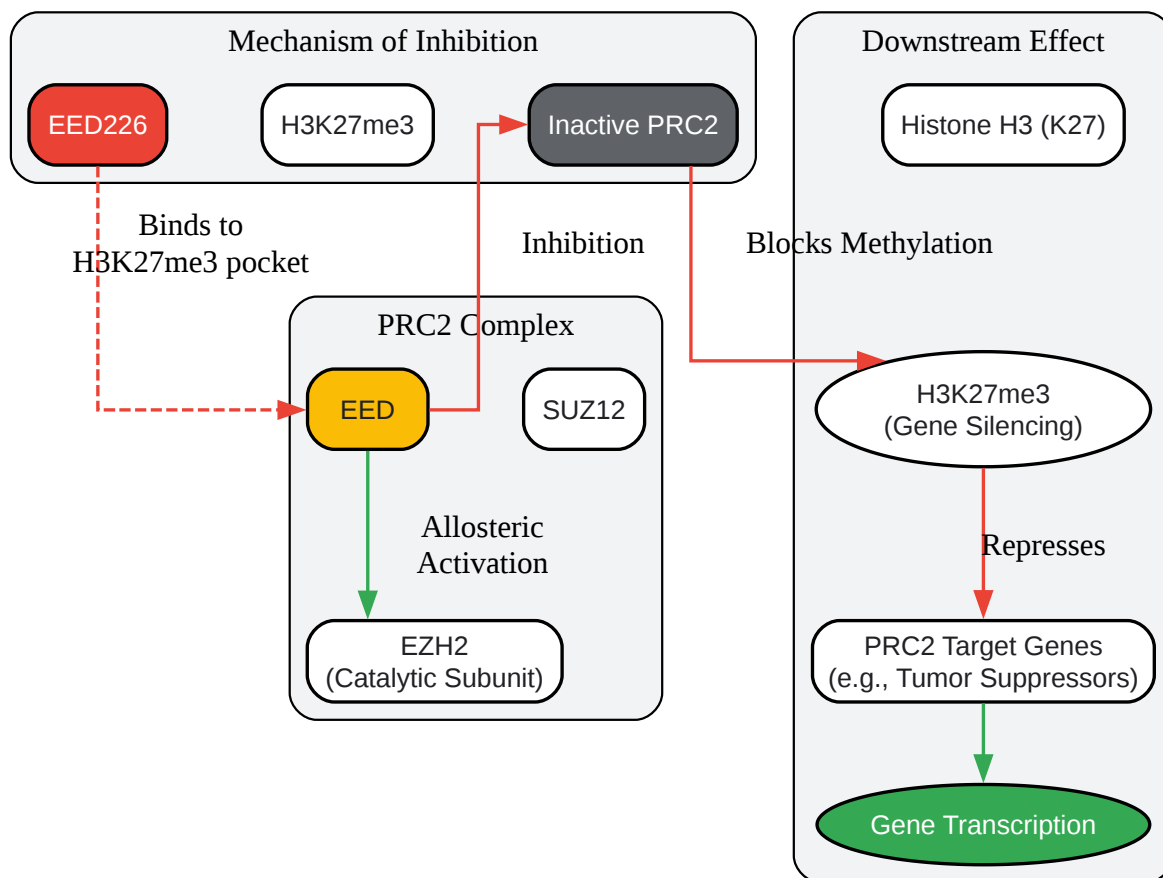 Mechanism of Inhibition
EED226
H3K27me3
Inactive PRC2
Downstream Effect
Histone H3 (K27)
Binds to
H3K27me3 pocket
Inhibition
Blocks Methylation
PRC2 Complex
EED
SUZ12
H3K27me3
(Gene Silencing)
Allosteric
Activation
Represses
EZH2
(Catalytic Subunit)
PRC2 Target Genes
(e.g., Tumor Suppressors)
Gene Transcription